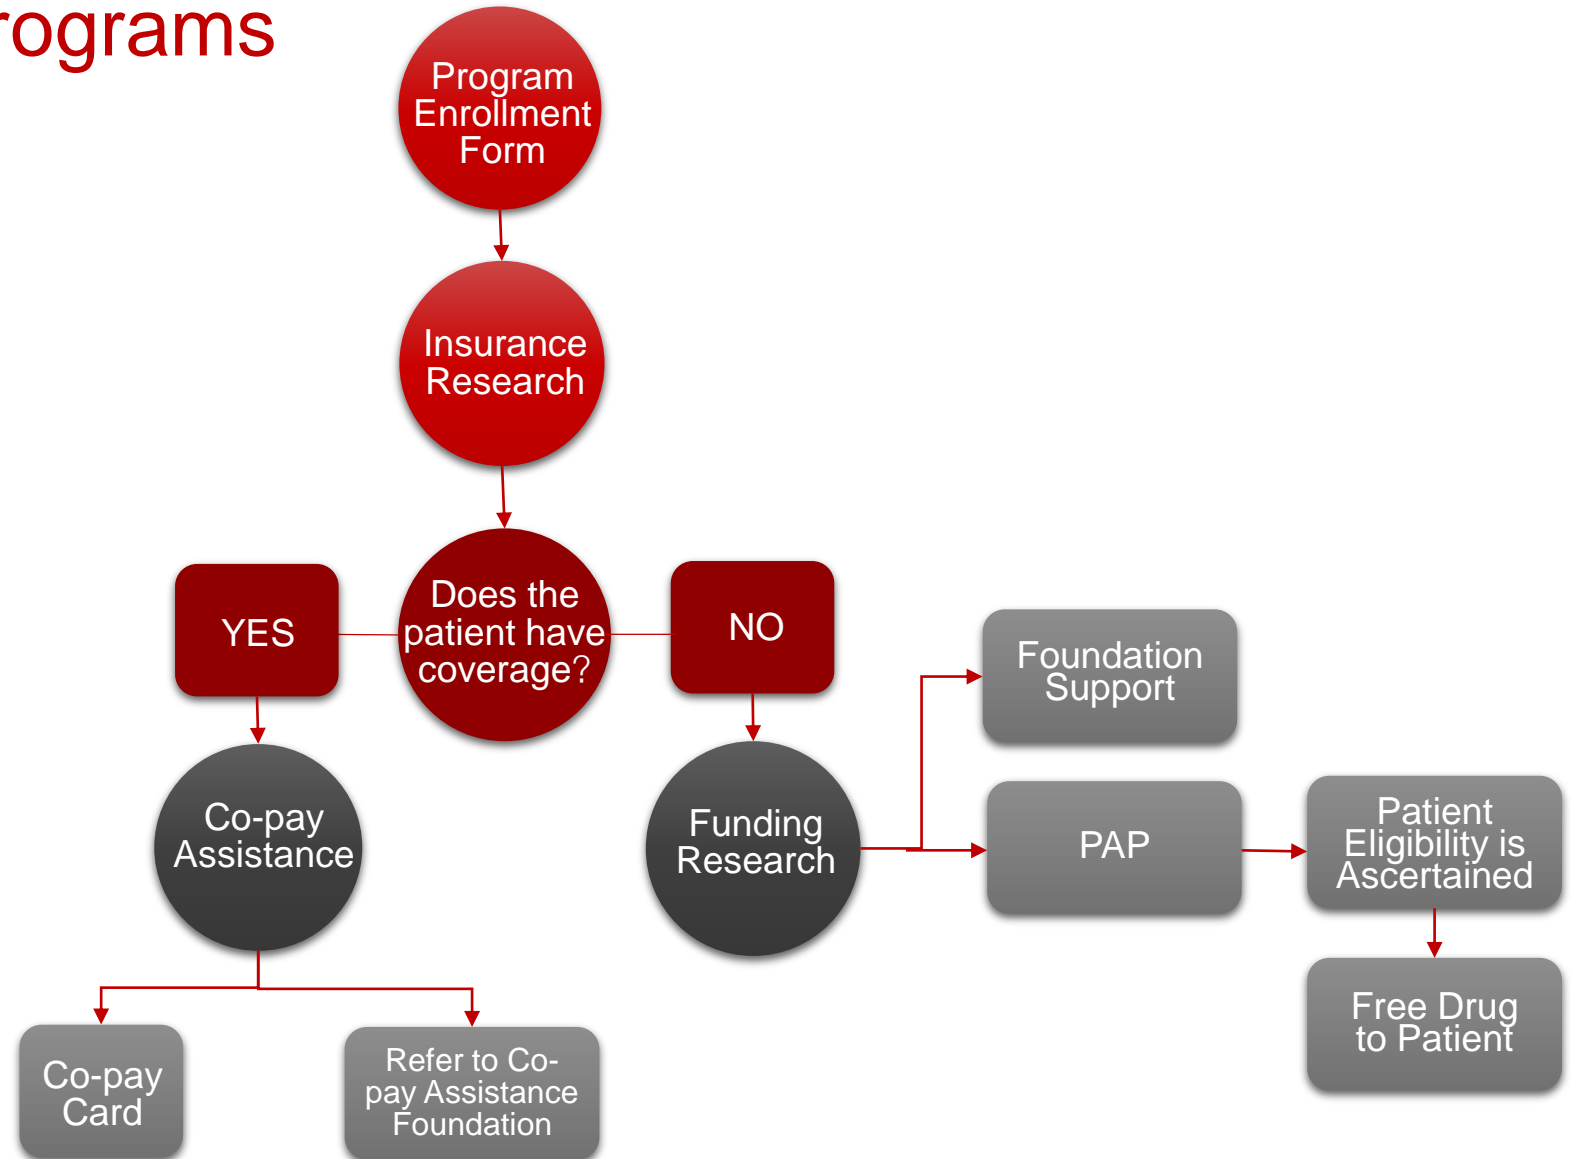 rograms
Program
Enrollment
Form
Insurance
Research
Does the
patient have
coverage?
YES
NO
Foundation
Support
Co-pay
Assistance
Funding
Research
PAP
Patient
Eligibility is
Ascertained
Free Drug
to Patient
Co-pay
Card
Refer to Co-
pay Assistance
Foundation